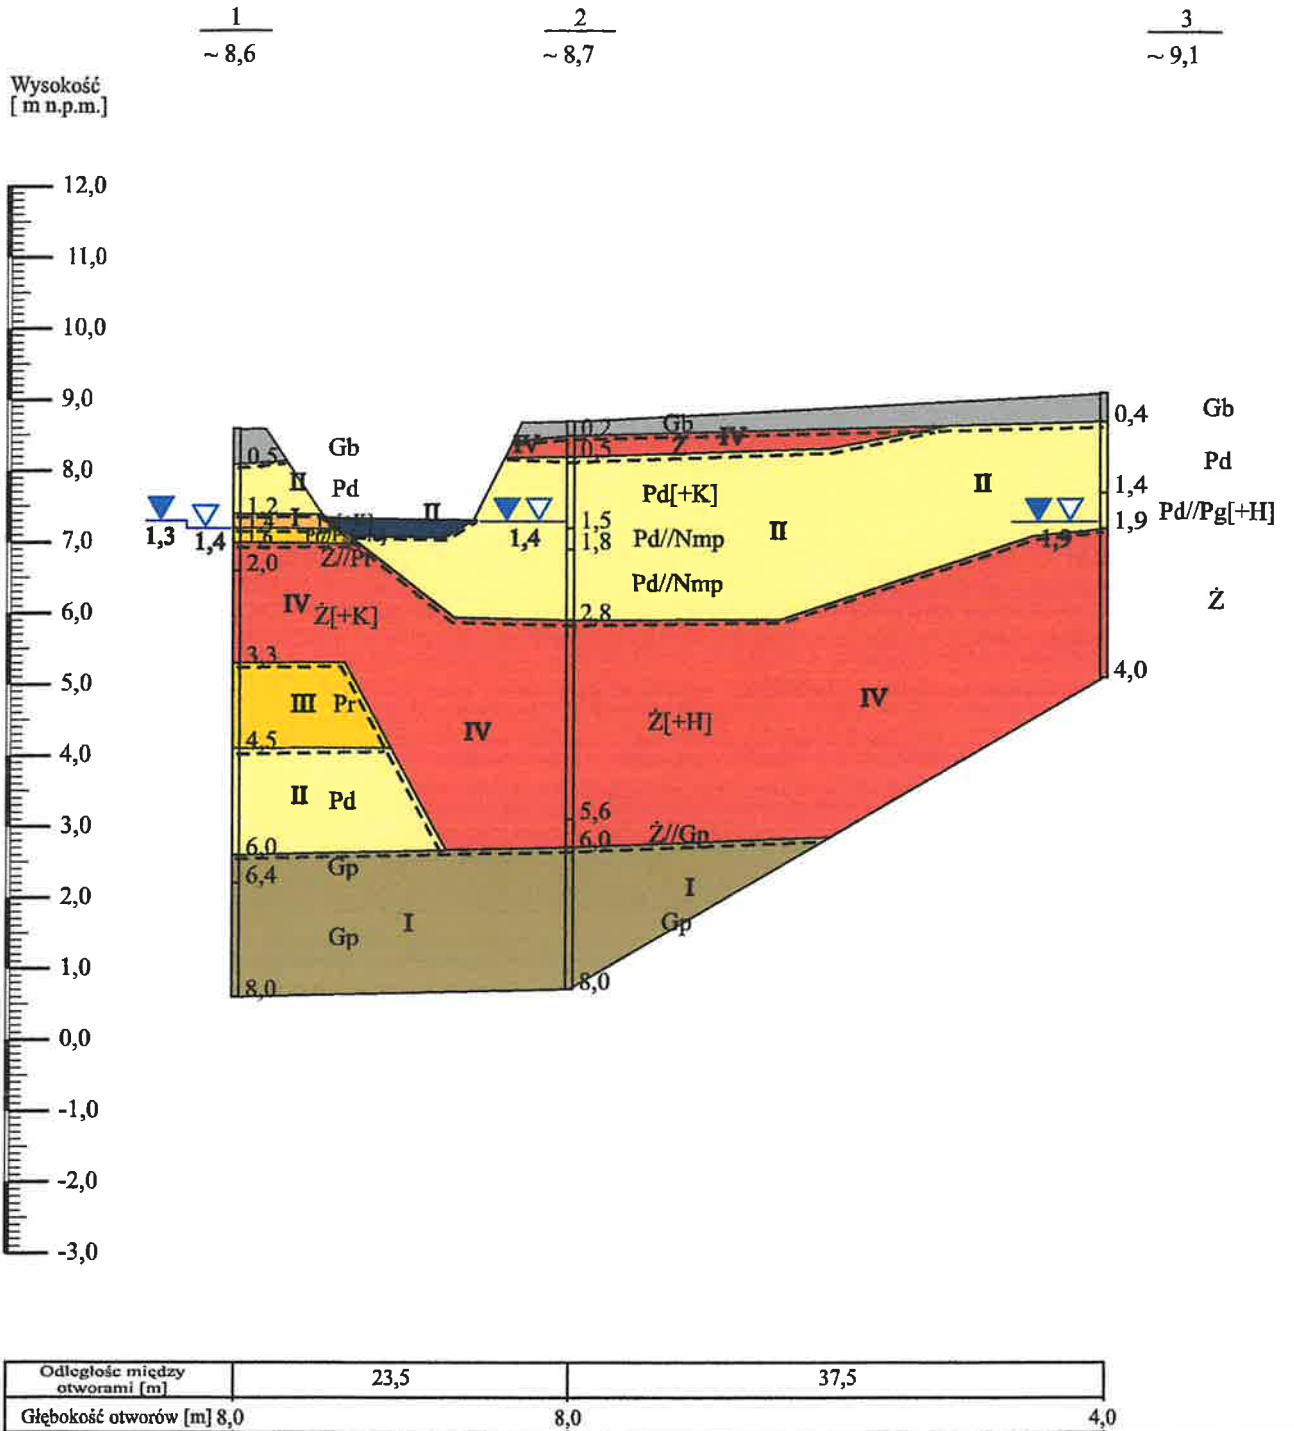 1 2 3
~ 8,6 ~ 8,7 ~ 9,1
Wysokość
[ m n.p.m.]
12,0
11,0
10,0
9,0
8,0
7,0
6,0
5,0
4,0
3,0
2,0
1,0
0,0
-1,0
-2,0
-3,0
0,5
1,2
1,4
1,6
2,0
3,3
4,5
6,0
6,4
8,0
1,3 1,4
Gb
II Pd
I
Ż//Pr
IV Ż[+K]
III Pr
II Pd
Gp
I
Gp
II
IV
1,4
0,2
0,5
1,5
1,8
2,8
5,6
6,0
8,0
IV
Gb
Ż IV
Pd[+K]
II
Pd//Nmp
Pd//Nmp
II
IV
Ż[+H]
Ż//Gp
I
Gp
1,9
0,4
1,4
1,9
4,0
Gb
Pd
Pd//Pg[+H]
Ż
Odległośc między
otworami [m]
23,5 37,5
Głębokość otworów [m] 8,0 8,0 4,0